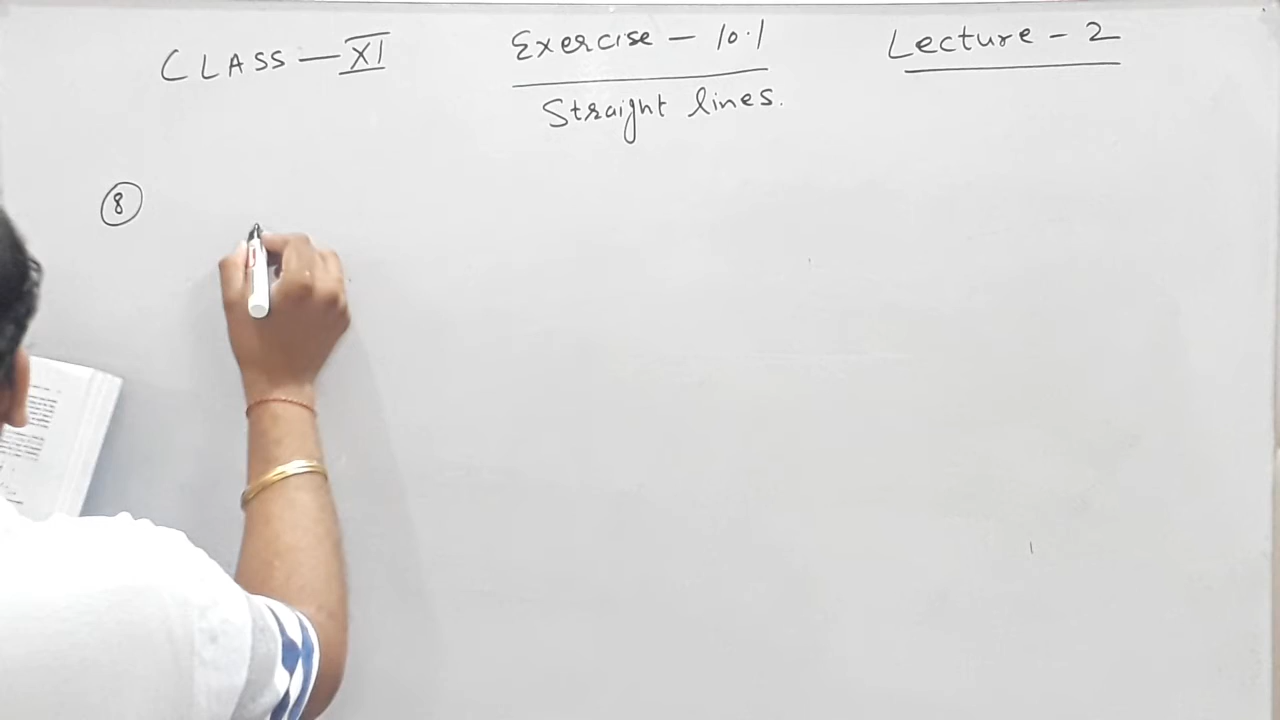 CLASS — XI
Exercise - 10.1
Straight lines.
Lecture - 2
8